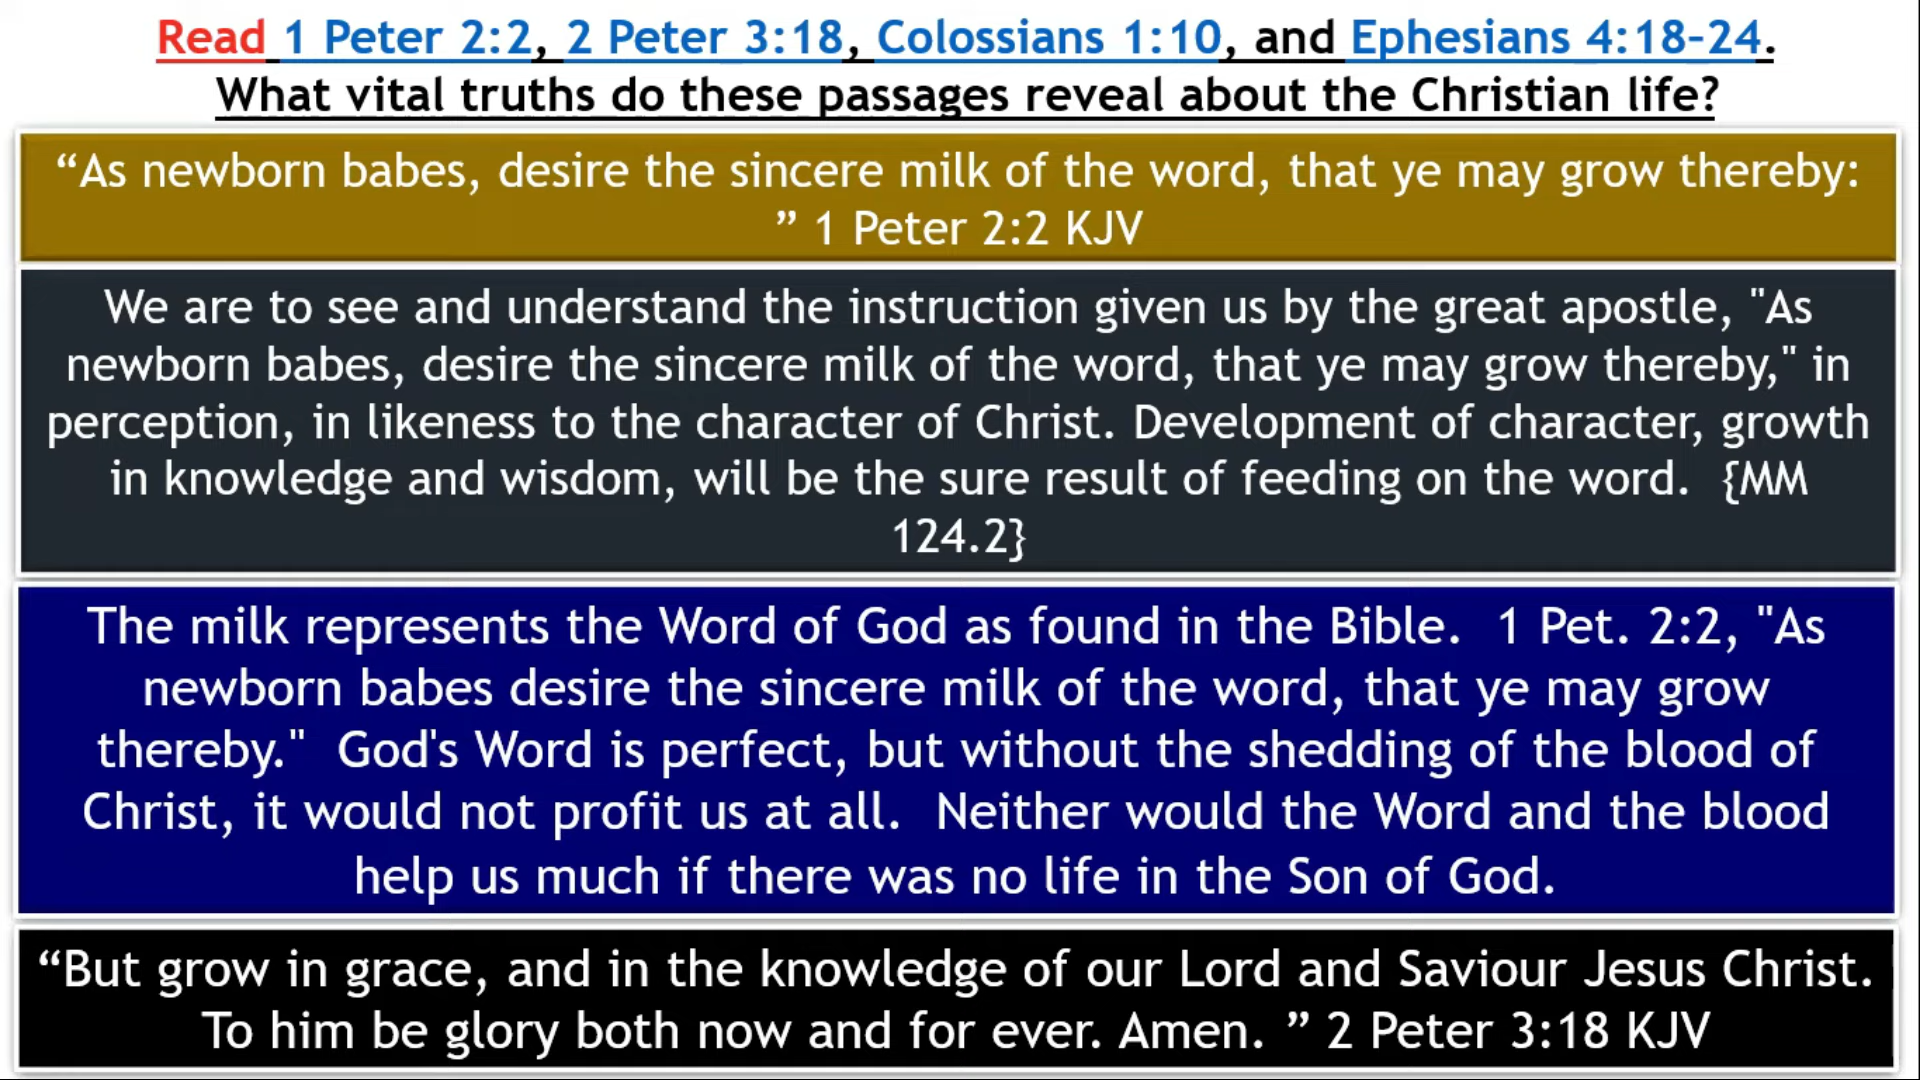 Read 1 Peter 2:2, 2 Peter 3:18, Colossians 1:10, and Ephesians 4:18–24.
What vital truths do these passages reveal about the Christian life?
“As newborn babes, desire the sincere milk of the word, that ye may grow thereby:
” 1 Peter 2:2 KJV
We are to see and understand the instruction given us by the great apostle, "As
newborn babes, desire the sincere milk of the word, that ye may grow thereby," in
perception, in likeness to the character of Christ. Development of character, growth
in knowledge and wisdom, will be the sure result of feeding on the word.  {MM
124.2}
The milk represents the Word of God as found in the Bible.  1 Pet. 2:2, "As
newborn babes desire the sincere milk of the word, that ye may grow
thereby."  God's Word is perfect, but without the shedding of the blood of
Christ, it would not profit us at all.  Neither would the Word and the blood
help us much if there was no life in the Son of God.
“But grow in grace, and in the knowledge of our Lord and Saviour Jesus Christ.
To him be glory both now and for ever. Amen. ” 2 Peter 3:18 KJV